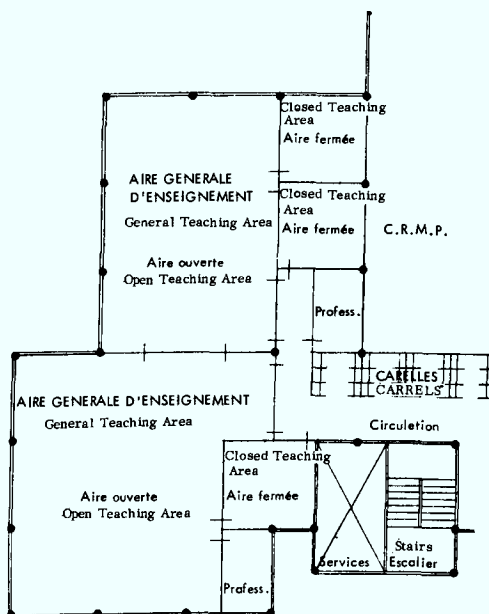 Closed Teaching
Area
Aire fermée
AIRE GENERALE
D'ENSEIGNEMENT
General Teaching Area
Closed Teaching
Area
Aire fermée
C.R.M.P.
Aire ouverte
Open Teaching Area
Profess.
CARELLES
CARRELS
AIRE GENERALE D'ENSEIGNEMENT
General Teaching Area
Circuletion
Closed Teaching
Area
Aire fermée
Aire ouverte
Open Teaching Area
Stairs
Services
Escalier
Profess.